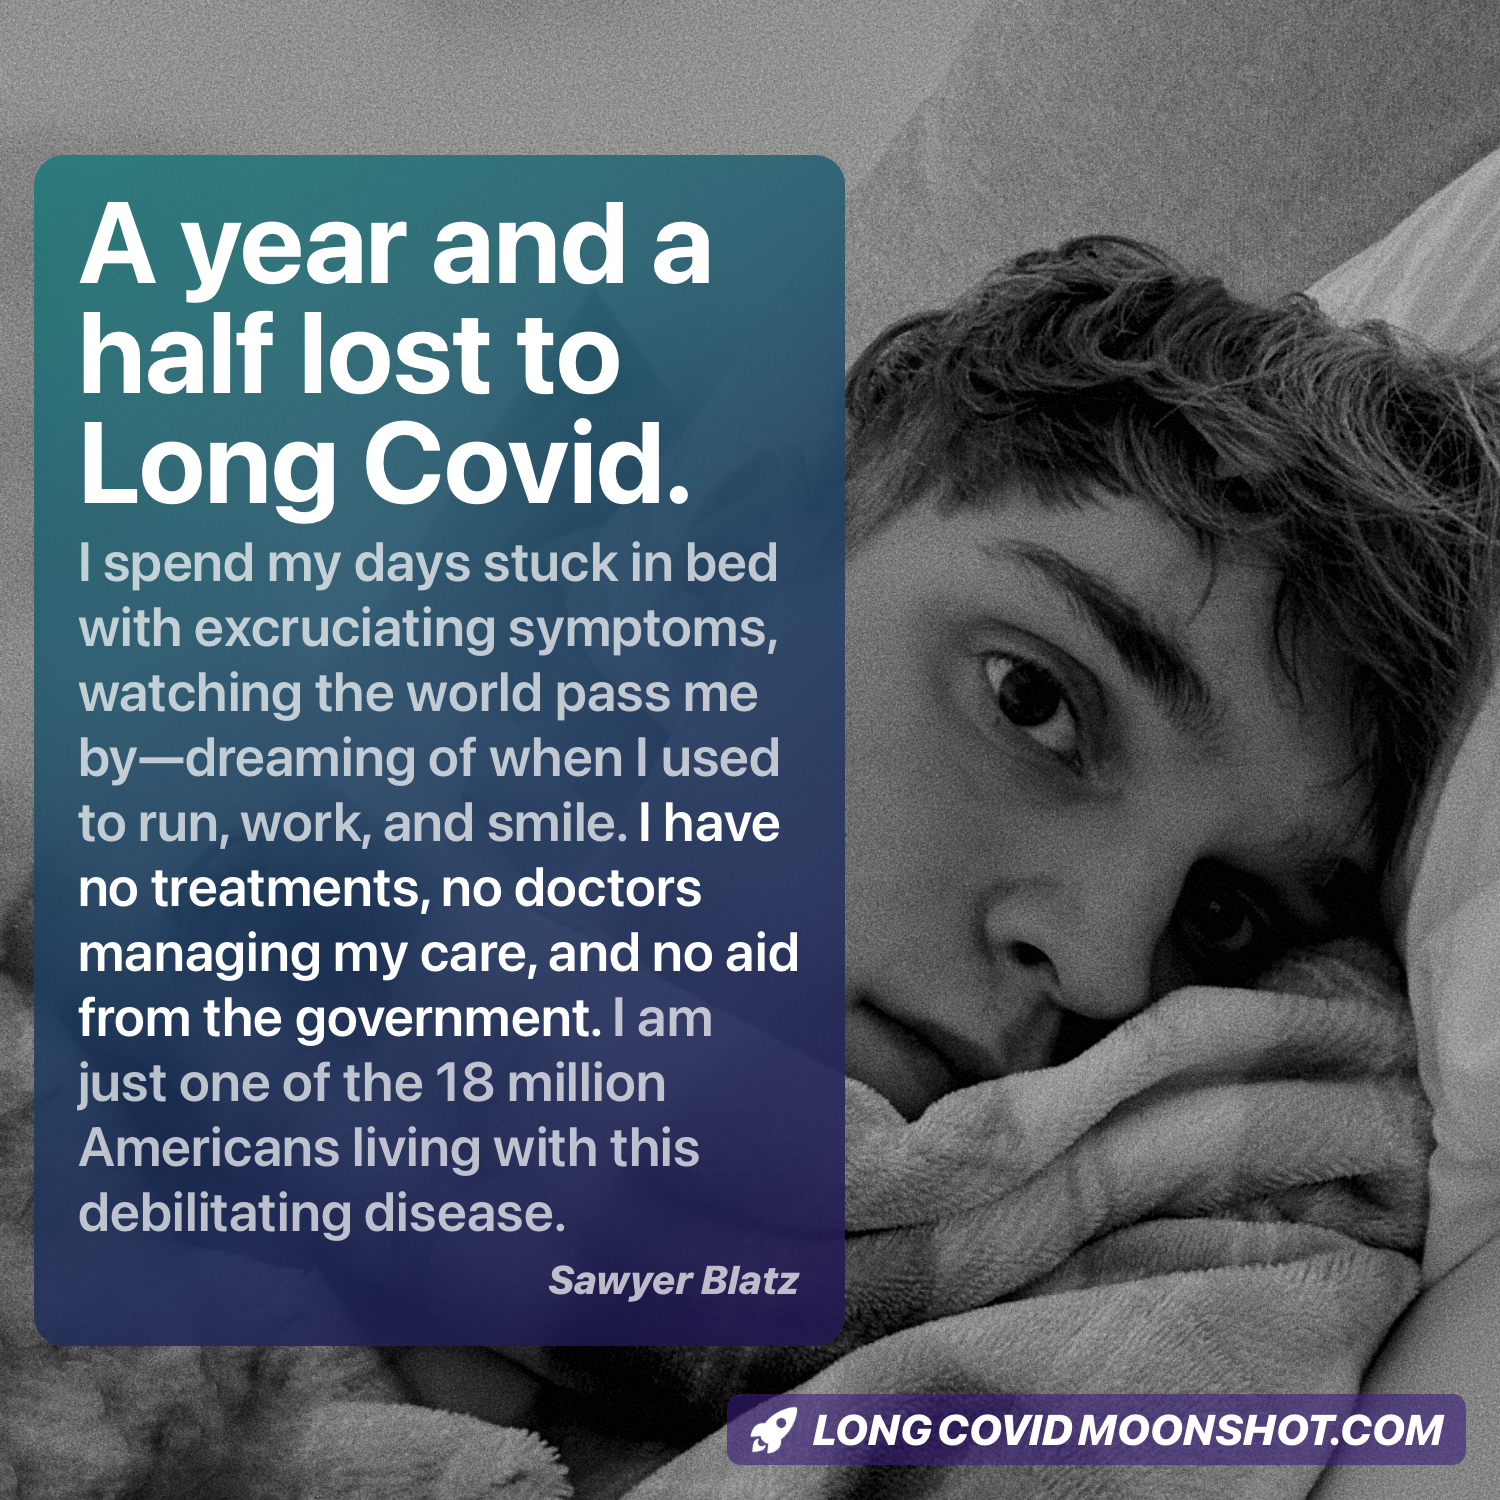 A year and a
half lost to
Long Covid.
I spend my days stuck in bed
with excruciating symptoms,
watching the world pass me
by—dreaming of when I used
to run, work, and smile. I have
no treatments, no doctors
managing my care, and no aid
from the government. I am
just one of the 18 million
Americans living with this
debilitating disease.
Sawyer Blatz
LONG COVID MOONSHOT.COM